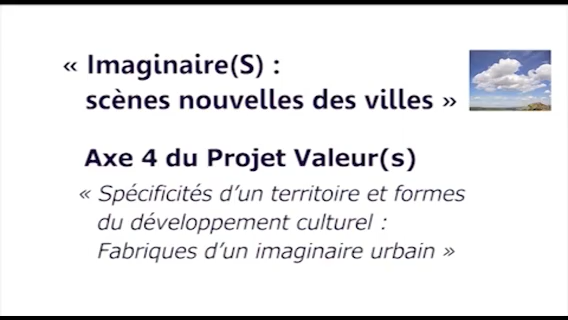 « Imaginaire(S) :
scènes nouvelles des villes »
Axe 4 du Projet Valeur(s)
« Spécificités d’un territoire et formes
du développement culturel :
Fabriques d’un imaginaire urbain »